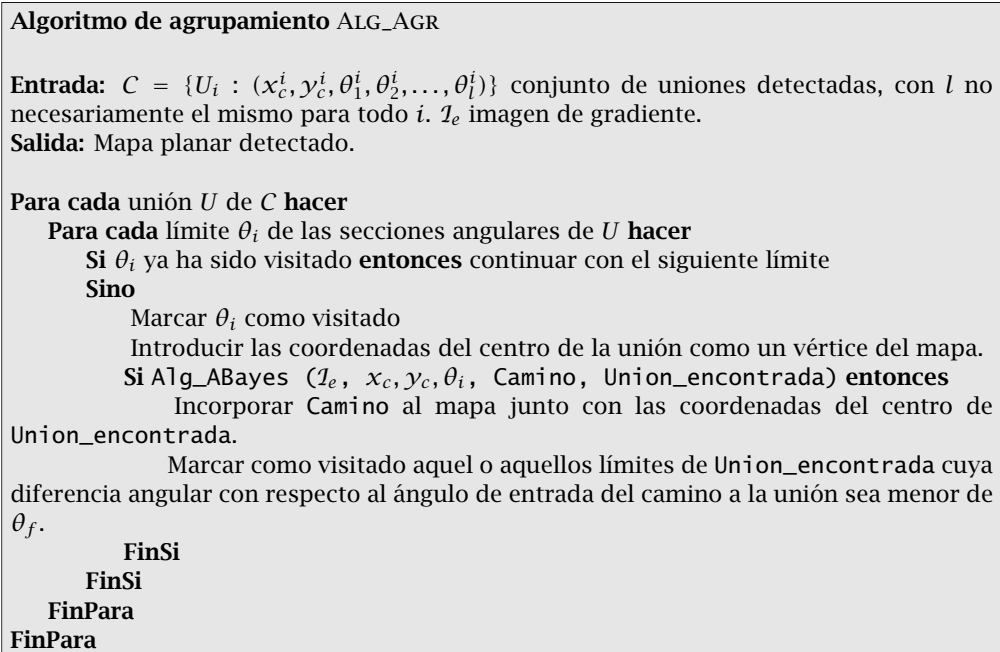 Algoritmo de agrupamiento ALG_AGR
Entrada: C = {U_i : (x_c^i, y_c^i, θ_1^i, θ_2^i, . . . , θ_l^i)} conjunto de uniones detectadas, con l no
necesariamente el mismo para todo i. I_e imagen de gradiente.
Salida: Mapa planar detectado.
Para cada unión U de C hacer
Para cada límite θ_i de las secciones angulares de U hacer
Si θ_i ya ha sido visitado entonces continuar con el siguiente límite
Sino
Marcar θ_i como visitado
Introducir las coordenadas del centro de la unión como un vértice del mapa.
Si Alg_ABayes (I_e, x_c, y_c, θ_i, Camino, Union_encontrada) entonces
Incorporar Camino al mapa junto con las coordenadas del centro de
Union_encontrada.
Marcar como visitado aquel o aquellos límites de Union_encontrada cuya
diferencia angular con respecto al ángulo de entrada del camino a la unión sea menor de
θ_f.
FinSi
FinSi
FinPara
FinPara